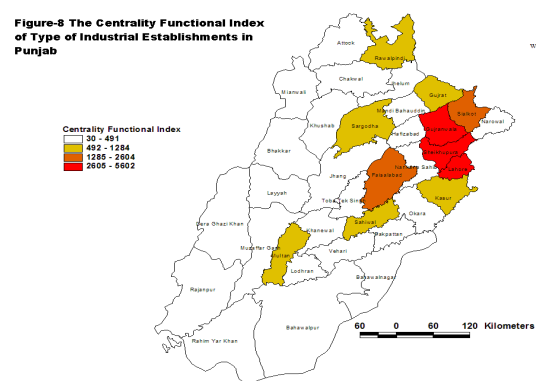 Figure-8 The Centrality Functional Index
of Type of Industrial Establishments in
Punjab
w
Centrality Functional Index
30 - 491
492 - 1284
1285 - 2604
2605 - 5602
Attock
Rawalpindi
Chakwal
Jhelum
Gujrat
Mianwali
Mandi Bahauddin
Sialkot
Narowal
Khushab
Sargodha
Hafizabad
Gujranwala
Sheikhupura
Bhakkar
Jhang
Faisalabad
Nankana Sahib
Lahore
Layyah
Toba Tek Singh
Kasur
Okara
Dera Ghazi Khan
Khanewal
Sahiwal
Pakpattan
Muzaffar Garh
Multan
Vehari
Lodhran
Bahawalnagar
Rajanpur
Bahawalpur
Rahim Yar Khan
60 0 60 120 Kilometers